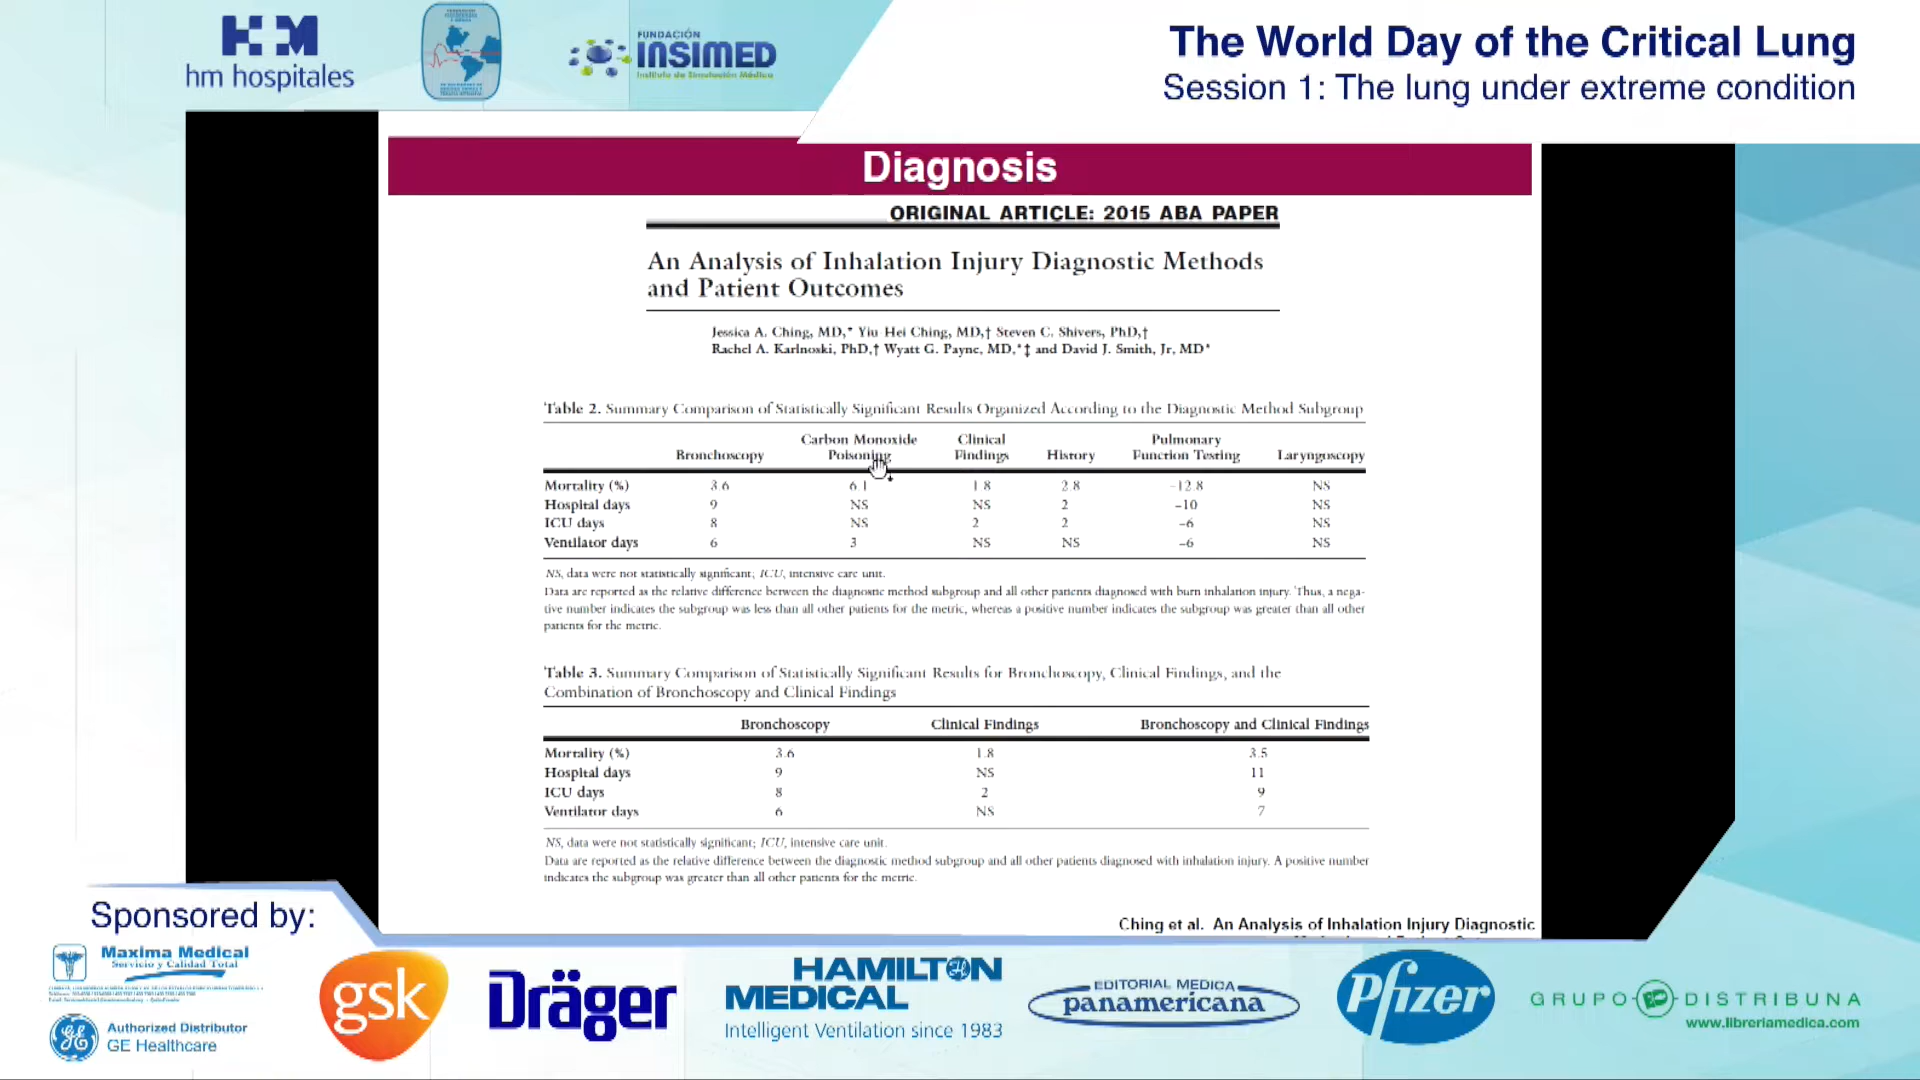 hm hospitales
FUNDACIÓN
INSIMED
Instituto de Simulación Médica
The World Day of the Critical Lung
Session 1: The lung under extreme condition
Diagnosis
ORIGINAL ARTICLE: 2015 ABA PAPER
An Analysis of Inhalation Injury Diagnostic Methods
and Patient Outcomes
Jessica A. Ching, MD,* Yiu Hei Ching, MD,† Steven C. Shivers, PhD,†
Rachel A. Karlnoski, PhD,† Wyatt G. Payne, MD,*‡ and David J. Smith, Jr, MD*
Table 2. Summary Comparison of Statistically Significant Results Organized According to the Diagnostic Method Subgroup
Bronchoscopy Carbon Monoxide Poisoning Clinical Findings History Pulmonary Function Testing Laryngoscopy
Mortality (%) 3.6 6.1 1.8 2.8 −12.8 NS
Hospital days 9 NS NS 2 −10 NS
ICU days 8 NS 2 2 −6 NS
Ventilator days 6 3 NS NS −6 NS
NS, data were not statistically significant; ICU, intensive care unit.
Data are reported as the relative difference between the diagnostic method subgroup and all other patients diagnosed with burn inhalation injury. Thus, a nega-
tive number indicates the subgroup was less than all other patients for the metric, whereas a positive number indicates the subgroup was greater than all other
patients for the metric.
Table 3. Summary Comparison of Statistically Significant Results for Bronchoscopy, Clinical Findings, and the
Combination of Bronchoscopy and Clinical Findings
Bronchoscopy Clinical Findings Bronchoscopy and Clinical Findings
Mortality (%) 3.6 1.8 3.5
Hospital days 9 NS 11
ICU days 8 2 9
Ventilator days 6 NS 7
NS, data were not statistically significant; ICU, intensive care unit.
Data are reported as the relative difference between the diagnostic method subgroup and all other patients diagnosed with inhalation injury. A positive number
indicates the subgroup was greater than all other patients for the metric.
Ching et al. An Analysis of Inhalation Injury Diagnostic
Sponsored by:
Maxima Medical
Servicio y Calidad Total
GE
Authorized Distributor
GE Healthcare
gsk
Dräger
HAMILTON
MEDICAL
Intelligent Ventilation since 1983
EDITORIAL MEDICA
panamericana
Pfizer
GRUPO DISTRIBUNA
www.libreriamedica.com